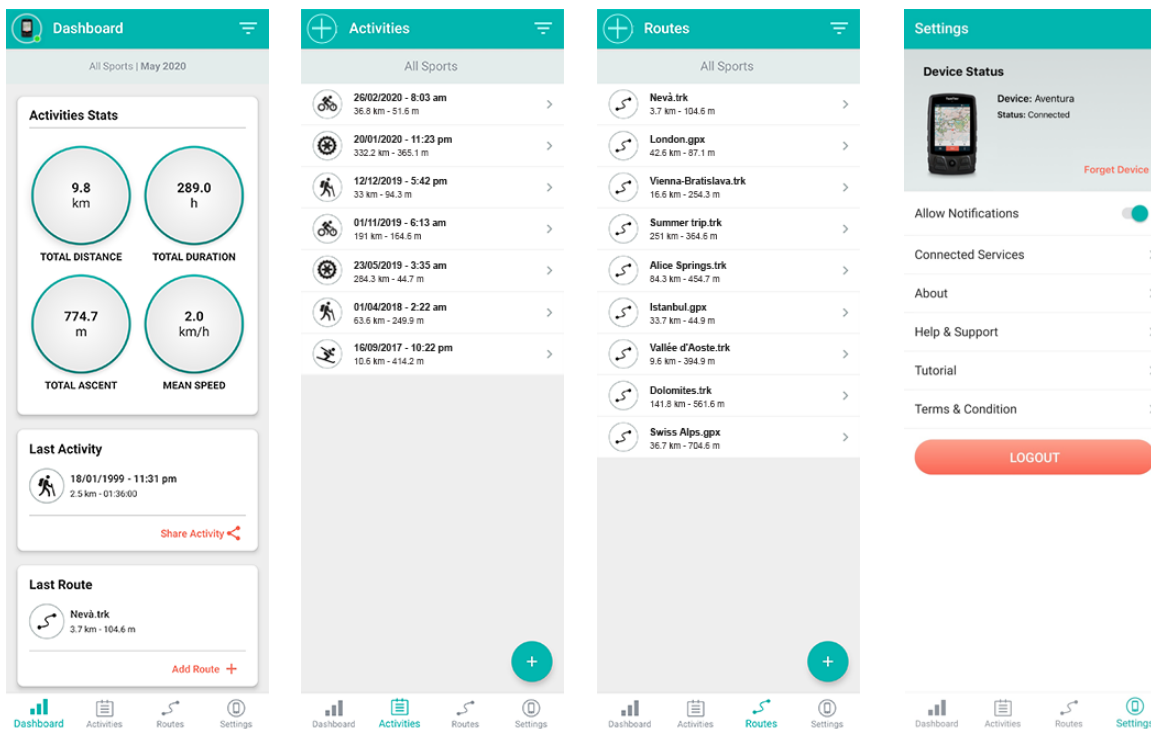 Dashboard
All Sports | May 2020
Activities Stats
9.8
km
289.0
h
TOTAL DISTANCE
TOTAL DURATION
774.7
m
2.0
km/h
TOTAL ASCENT
MEAN SPEED
Last Activity
18/01/1999 - 11:31 pm
2.5 km - 01:36:00
Share Activity
Last Route
Nevà.trk
3.7 km - 104.6 m
Add Route +
Dashboard
Activities
Routes
Settings
Activities
All Sports
26/02/2020 - 8:03 am
36.8 km - 51.6 m
20/01/2020 - 11:23 pm
332.2 km - 365.1 m
12/12/2019 - 5:42 pm
33 km - 94.3 m
01/11/2019 - 6:13 am
191 km - 164.6 m
23/05/2019 - 3:35 am
284.3 km - 44.7 m
01/04/2018 - 2:22 am
63.6 km - 249.9 m
16/09/2017 - 10:22 pm
10.6 km - 414.2 m
Dashboard
Activities
Routes
Settings
Routes
All Sports
Nevà.trk
3.7 km - 104.6 m
London.gpx
42.6 km - 87.1 m
Vienna-Bratislava.trk
16.6 km - 254.3 m
Summer trip.trk
251 km - 364.6 m
Alice Springs.trk
84.3 km - 454.7 m
Istanbul.gpx
33.7 km - 44.9 m
Vallée d'Aoste.trk
9.6 km - 394.9 m
Dolomites.trk
141.8 km - 561.6 m
Swiss Alps.gpx
36.7 km - 704.6 m
Dashboard
Activities
Routes
Settings
Settings
Device Status
Device: Aventura
Status: Connected
Forget Device
Allow Notifications
Connected Services
About
Help & Support
Tutorial
Terms & Condition
LOGOUT
Dashboard
Activities
Routes
Settings